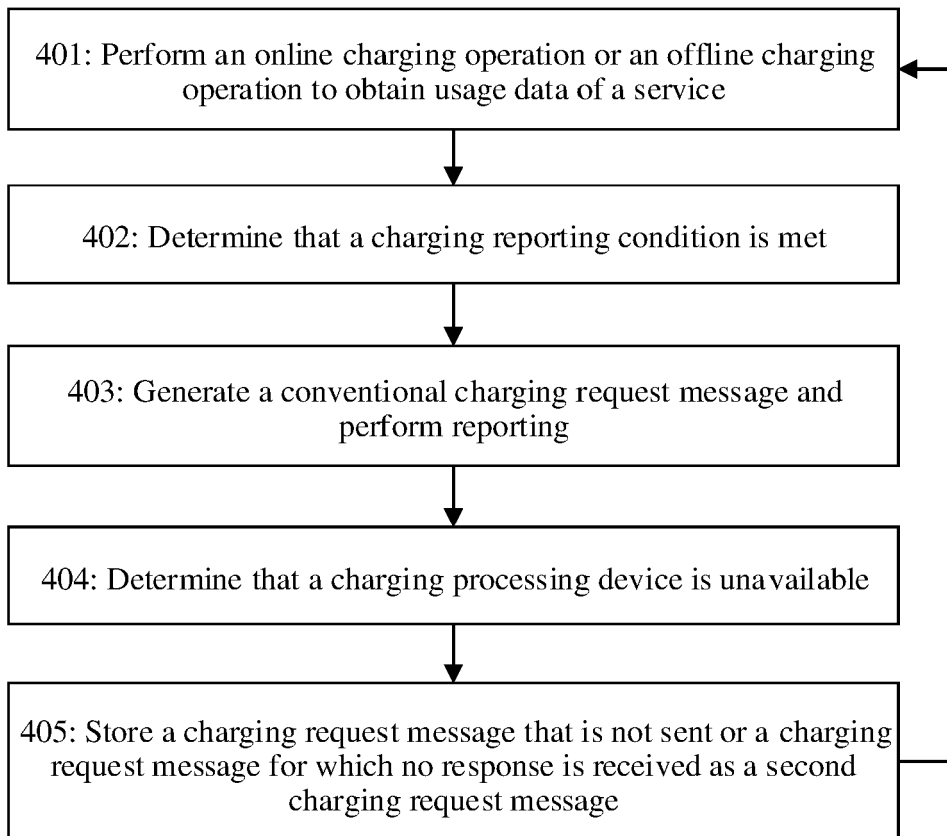 401: Perform an online charging operation or an offline charging
operation to obtain usage data of a service
402: Determine that a charging reporting condition is met
403: Generate a conventional charging request message and
perform reporting
404: Determine that a charging processing device is unavailable
405: Store a charging request message that is not sent or a charging
request message for which no response is received as a second
charging request message